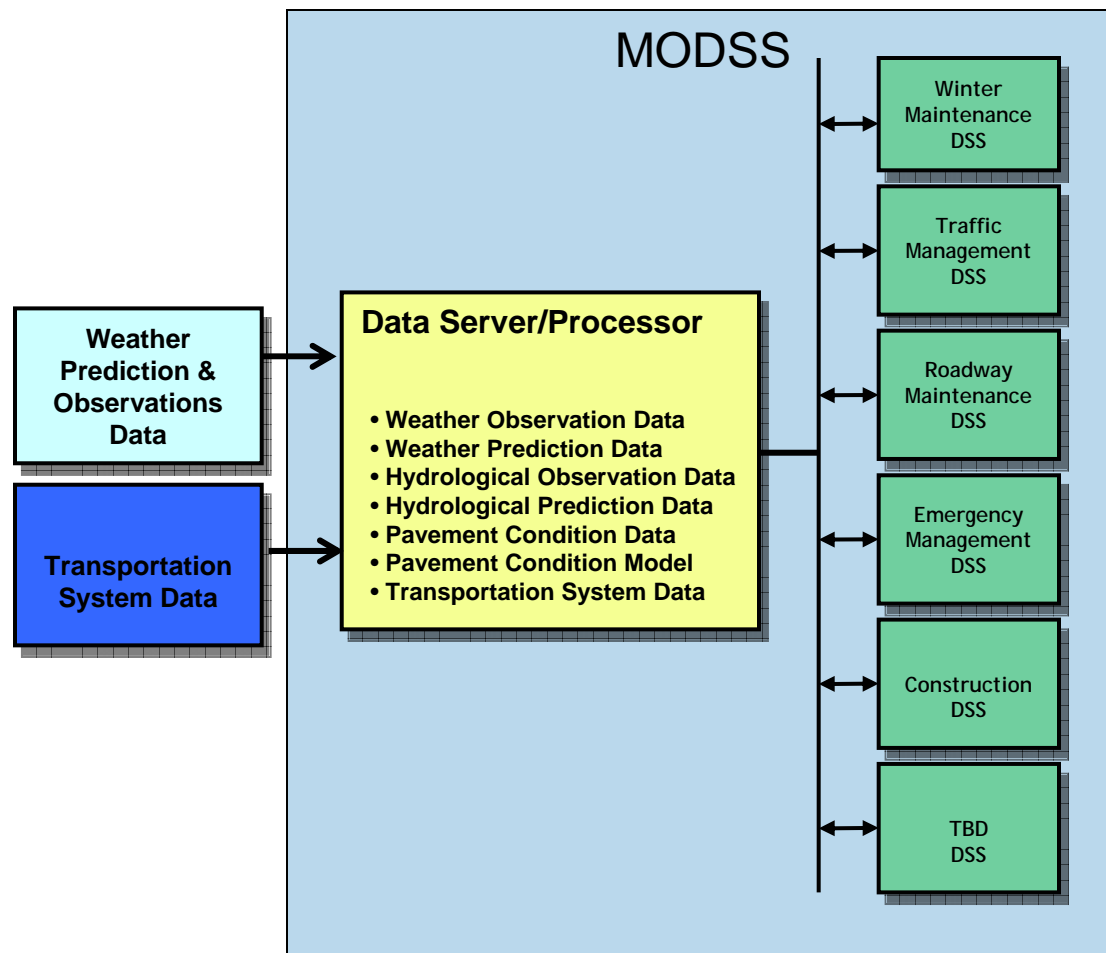 MODSS
Weather
Prediction &
Observations
Data
Transportation
System Data
Data Server/Processor
• Weather Observation Data
• Weather Prediction Data
• Hydrological Observation Data
• Hydrological Prediction Data
• Pavement Condition Data
• Pavement Condition Model
• Transportation System Data
Winter
Maintenance
DSS
Traffic
Management
DSS
Roadway
Maintenance
DSS
Emergency
Management
DSS
Construction
DSS
TBD
DSS